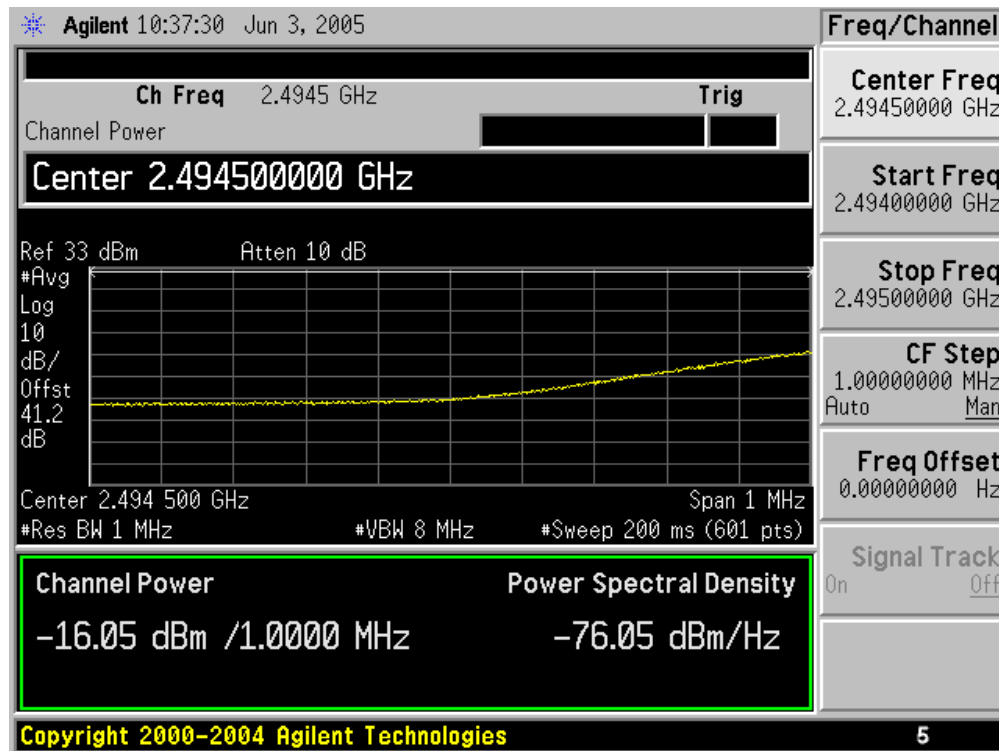 Agilent 10:37:30 Jun 3, 2005
Freq/Channel
Ch Freq 2.4945 GHz Trig
Channel Power
Center 2.494500000 GHz
Ref 33 dBm Atten 10 dB
#Avg
Log
10
dB/
Offst
41.2
dB
Center 2.494 500 GHz Span 1 MHz
#Res BW 1 MHz #VBW 8 MHz #Sweep 200 ms (601 pts)
Channel Power Power Spectral Density
-16.05 dBm /1.0000 MHz -76.05 dBm/Hz
Center Freq
2.49450000 GHz
Start Freq
2.49400000 GHz
Stop Freq
2.49500000 GHz
CF Step
1.00000000 MHz
Auto Man
Freq Offset
0.00000000 Hz
Signal Track
On Off
Copyright 2000-2004 Agilent Technologies 5